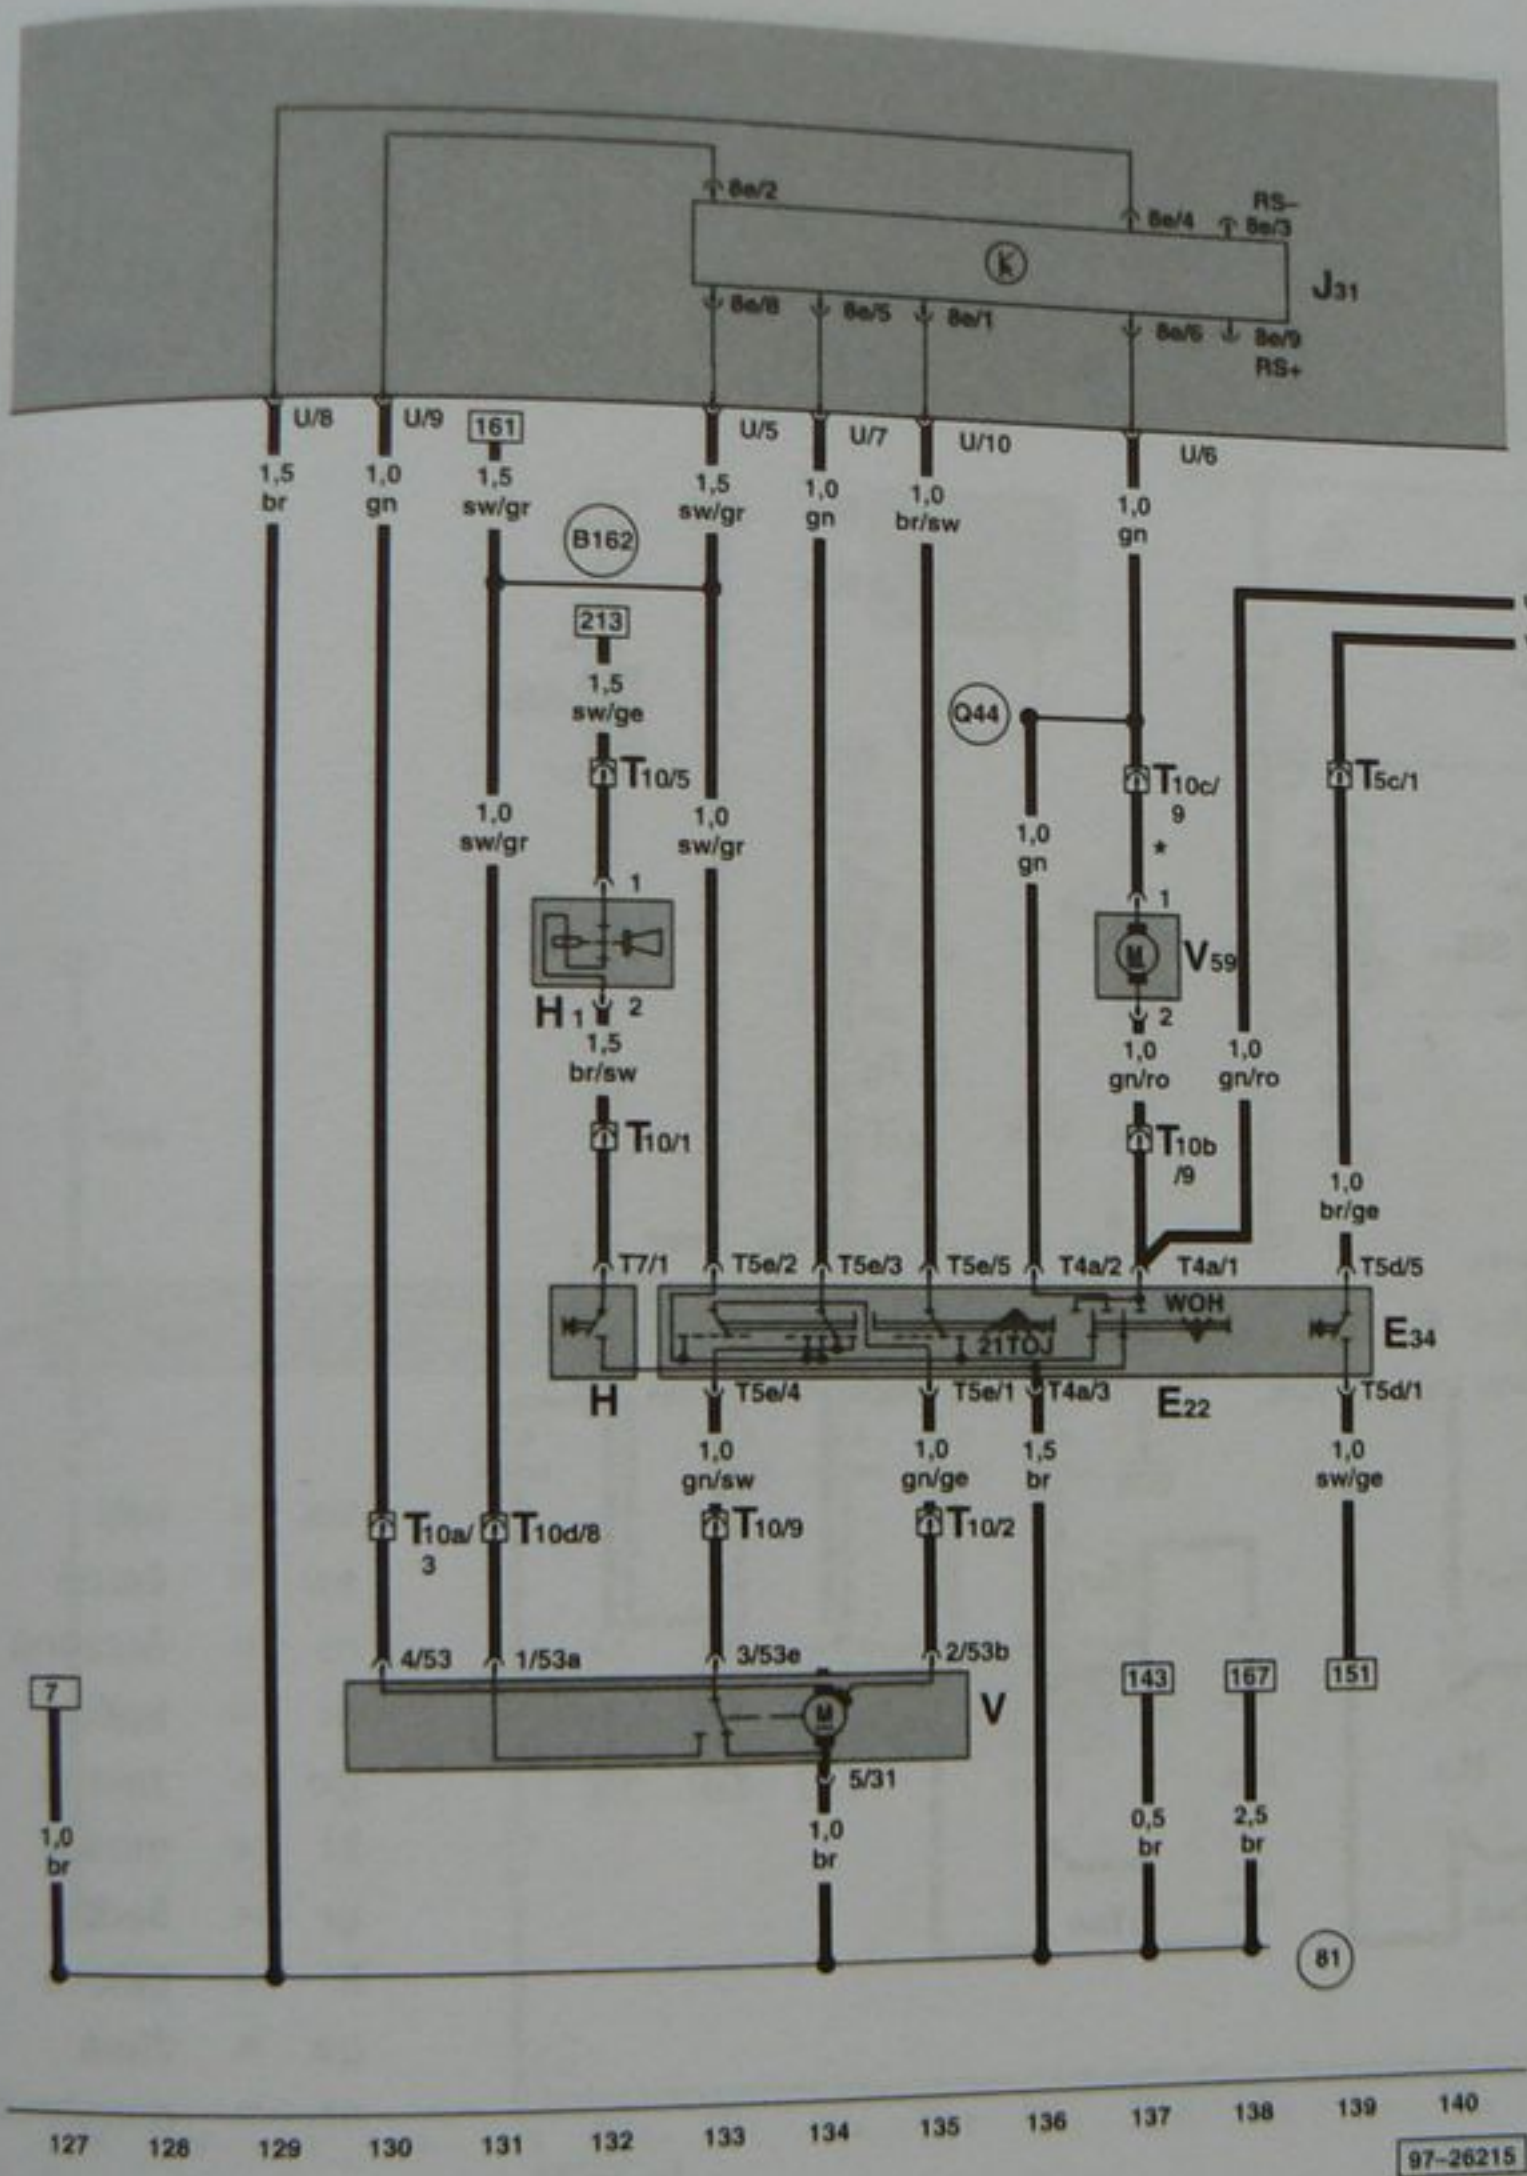 8e/2
RS–
8e/4
8e/3
K
J31
8e/8
8e/5
8e/1
8e/6
8e/9
RS+
U/8
U/9
161
U/5
U/7
U/10
U/6
1,5
br
1,0
gn
1,5
sw/gr
1,5
sw/gr
1,0
gn
1,0
br/sw
1,0
gn
B162
213
1,5
sw/ge
Q44
T10/5
T10c/
9
T5c/1
1,0
sw/gr
1,0
sw/gr
1,0
gn
*
1
1
V59
H1
2
2
1,5
br/sw
1,0
gn/ro
1,0
gn/ro
T10/1
T10b
/9
1,0
br/ge
T7/1
T5e/2
T5e/3
T5e/5
T4a/2
T4a/1
T5d/5
WOH
21TOJ
E34
H
T5e/4
T5e/1
T4a/3
E22
T5d/1
1,0
gn/sw
1,0
gn/ge
1,5
br
1,0
sw/ge
T10a/
3
T10d/8
T10/9
T10/2
4/53
1/53a
3/53e
2/53b
7
143
167
151
M
V
5/31
1,0
br
1,0
br
0,5
br
2,5
br
81
127 128 129 130 131 132 133 134 135 136 137 138 139 140
97-26215